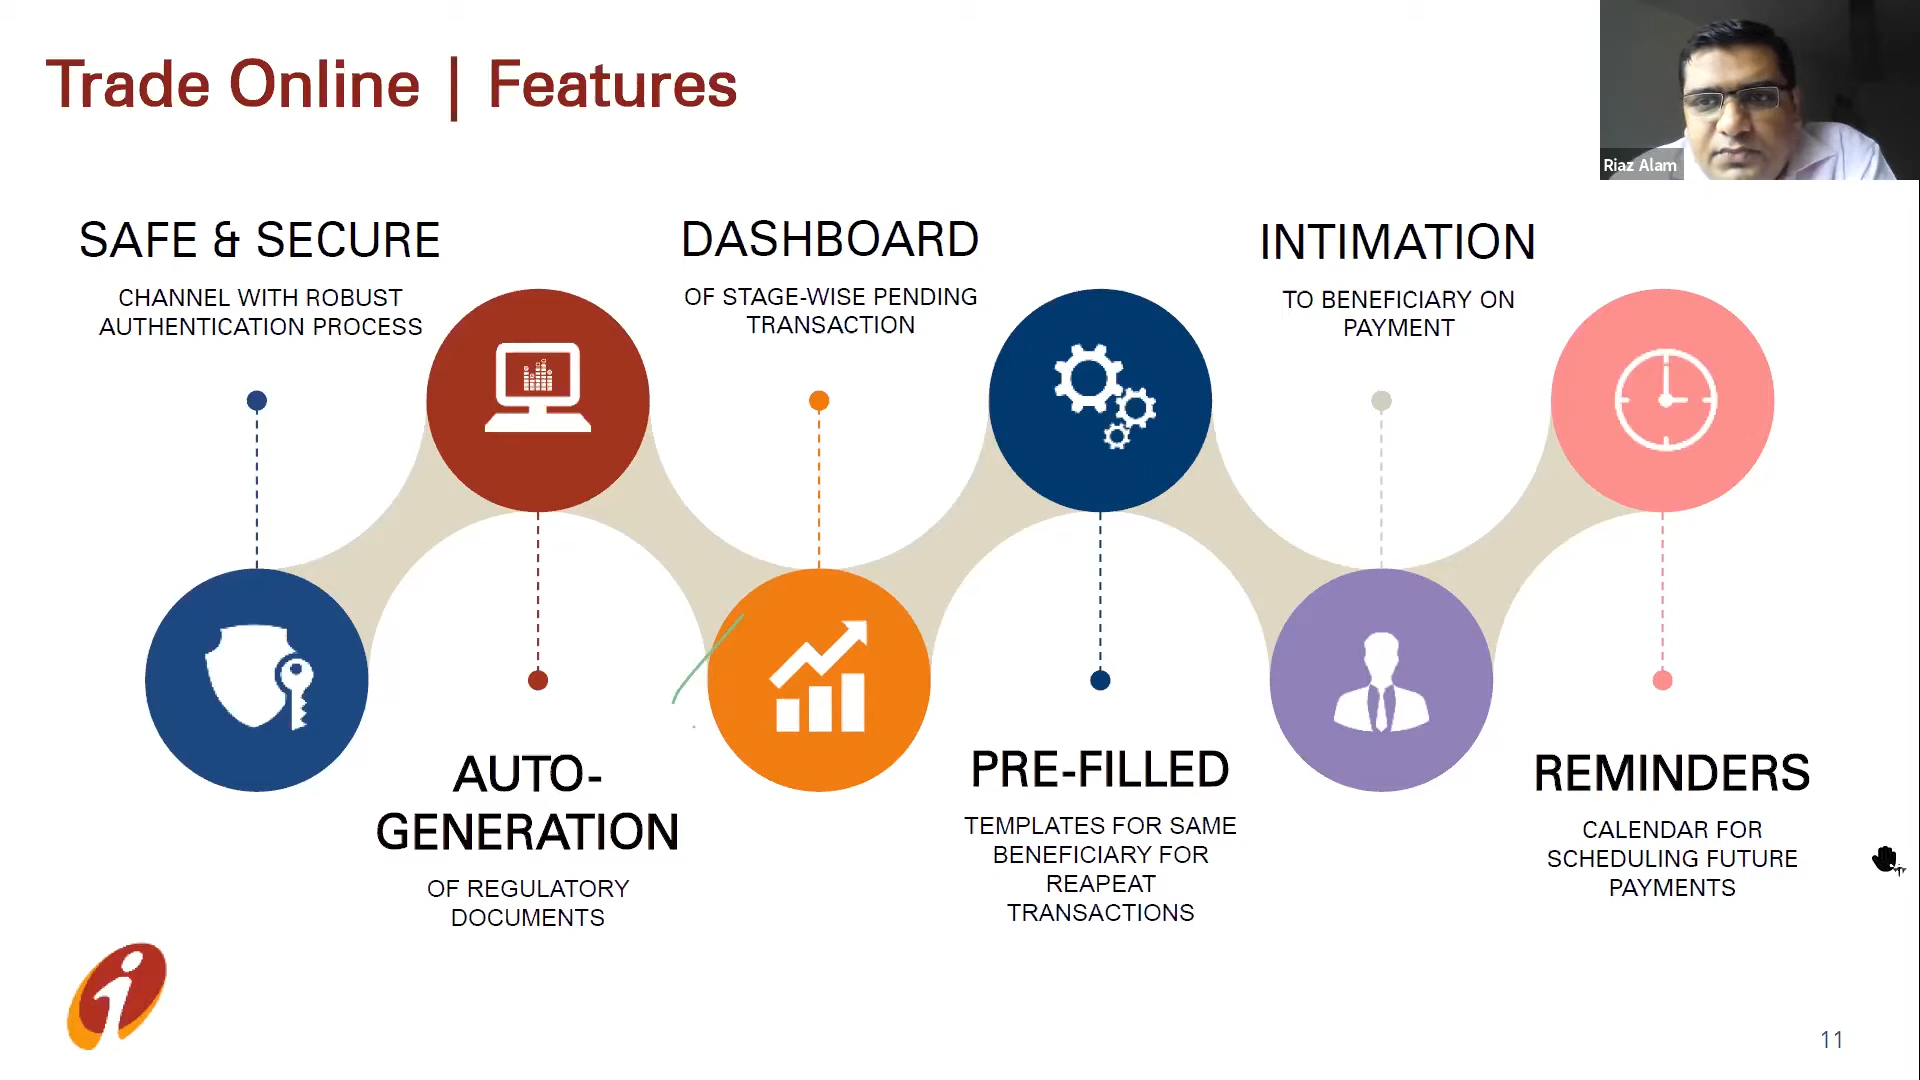 Trade Online | Features
Riaz Alam
SAFE & SECURE
CHANNEL WITH ROBUST
AUTHENTICATION PROCESS
DASHBOARD
OF STAGE-WISE PENDING
TRANSACTION
INTIMATION
TO BENEFICIARY ON
PAYMENT
AUTO-
GENERATION
OF REGULATORY
DOCUMENTS
PRE-FILLED
TEMPLATES FOR SAME
BENEFICIARY FOR
REAPEAT
TRANSACTIONS
REMINDERS
CALENDAR FOR
SCHEDULING FUTURE
PAYMENTS
11